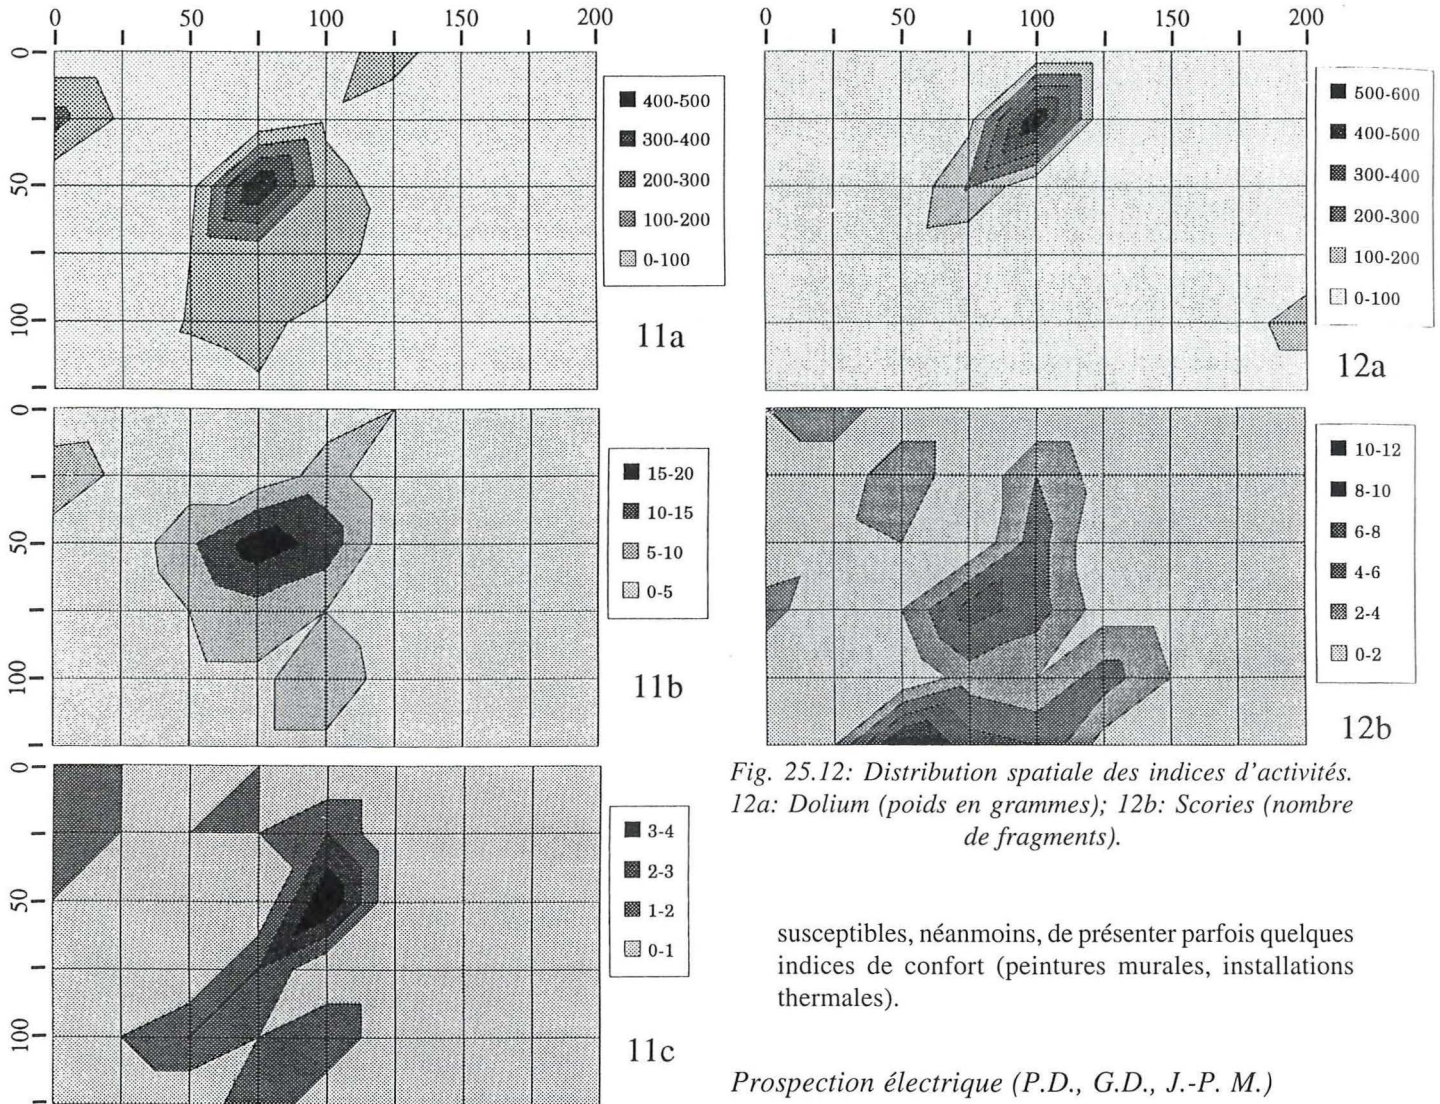 0 50 100 150 200
0
50
100
400-500
300-400
200-300
100-200
0-100
11a
0
50
100
15-20
10-15
5-10
0-5
11b
0
50
100
3-4
2-3
1-2
0-1
11c
0 50 100 150 200
500-600
400-500
300-400
200-300
100-200
0-100
12a
10-12
8-10
6-8
4-6
2-4
0-2
12b
Fig. 25.12: Distribution spatiale des indices d'activités.
12a: Dolium (poids en grammes); 12b: Scories (nombre
de fragments).
susceptibles, néanmoins, de présenter parfois quelques
indices de confort (peintures murales, installations
thermales).
Prospection électrique (P.D., G.D., J.-P. M.)